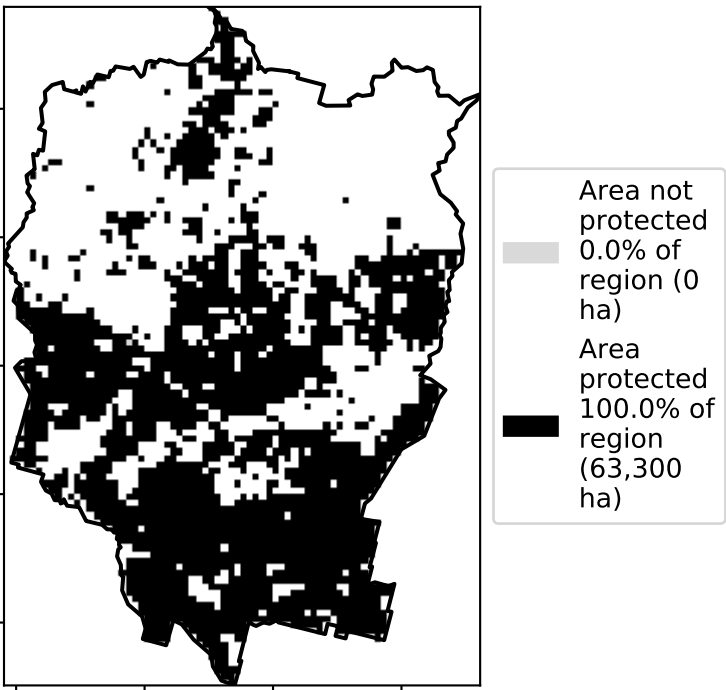 Area not
protected
0.0% of
region (0
ha)
Area
protected
100.0% of
region
(63,300
ha)